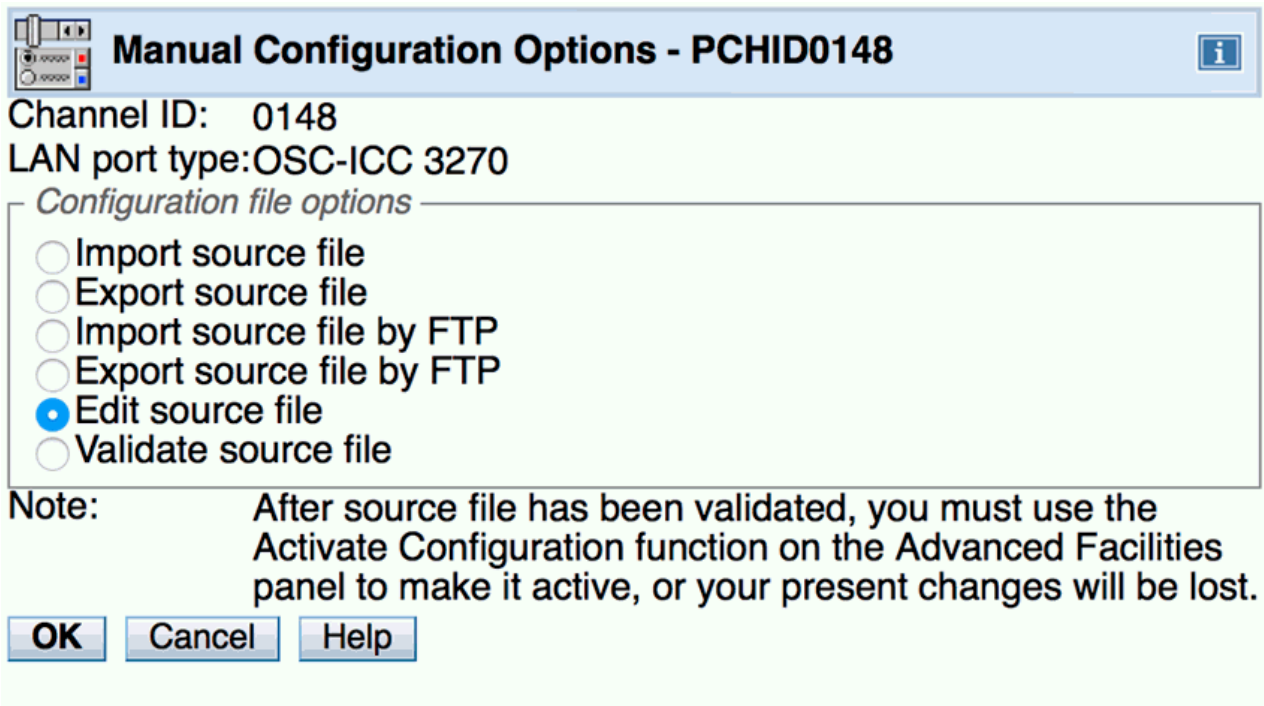 Manual Configuration Options - PCHID0148
Channel ID: 0148
LAN port type: OSC-ICC 3270
Configuration file options
Import source file
Export source file
Import source file by FTP
Export source file by FTP
Edit source file
Validate source file
Note: After source file has been validated, you must use the
Activate Configuration function on the Advanced Facilities
panel to make it active, or your present changes will be lost.
OK Cancel Help